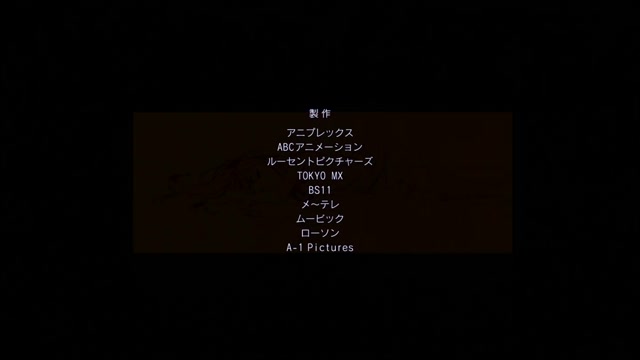 製作
アニプレックス
ABCアニメーション
ルーセントピクチャーズ
TOKYO MX
BS11
メ～テレ
ムービック
ローソン
A-1 Pictures